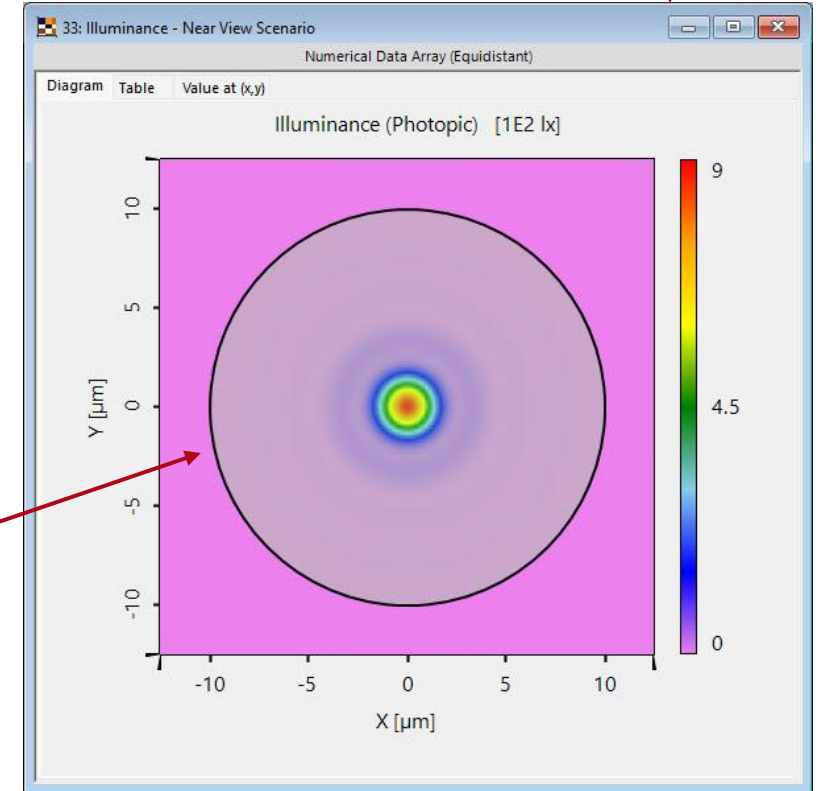 33: Illuminance - Near View Scenario
Numerical Data Array (Equidistant)
Diagram Table Value at (x,y)
Illuminance (Photopic) [1E2 lx]
9
4.5
0
Y [µm]
10
5
0
-5
-10
-10 -5 0 5 10
X [µm]